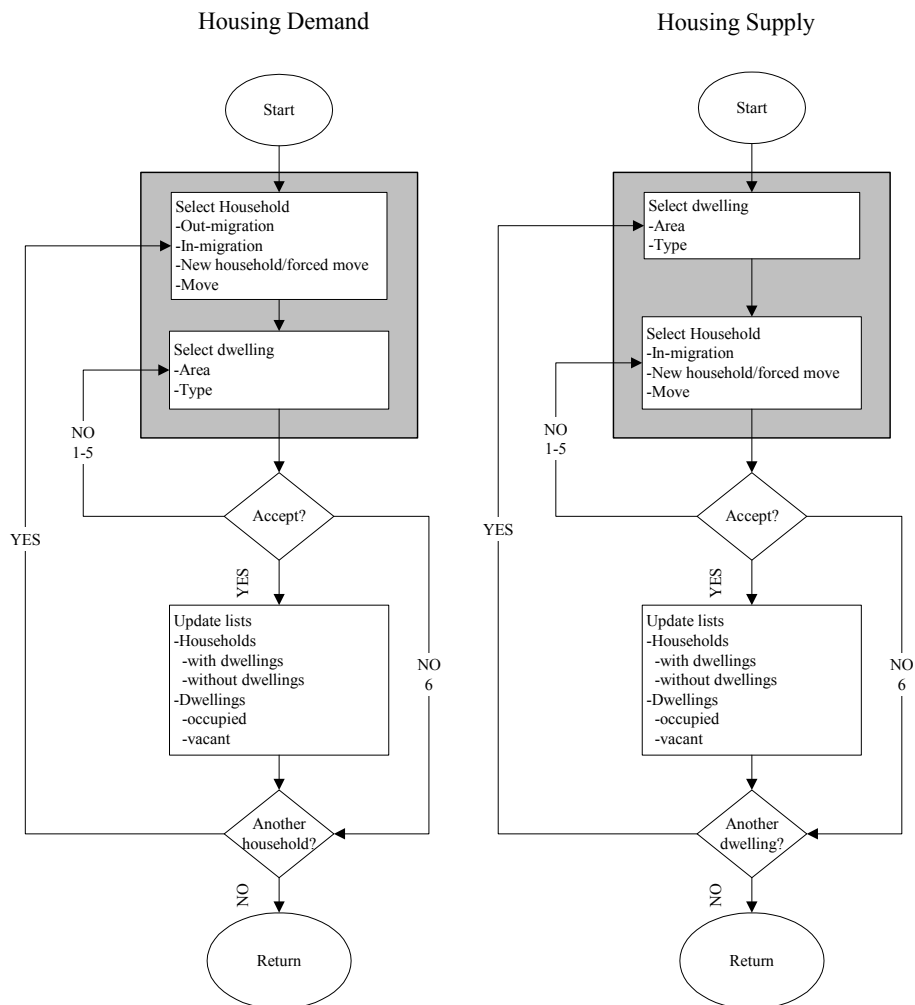 Housing Demand
Start
Select Household
-Out-migration
-In-migration
-New household/forced move
-Move
Select dwelling
-Area
-Type
NO
1-5
Accept?
YES
YES
Update lists
-Households
-with dwellings
-without dwellings
-Dwellings
-occupied
-vacant
NO
6
Another
household?
NO
Return
Housing Supply
Start
Select dwelling
-Area
-Type
Select Household
-In-migration
-New household/forced move
-Move
NO
1-5
Accept?
YES
YES
Update lists
-Households
-with dwellings
-without dwellings
-Dwellings
-occupied
-vacant
NO
6
Another
dwelling?
NO
Return